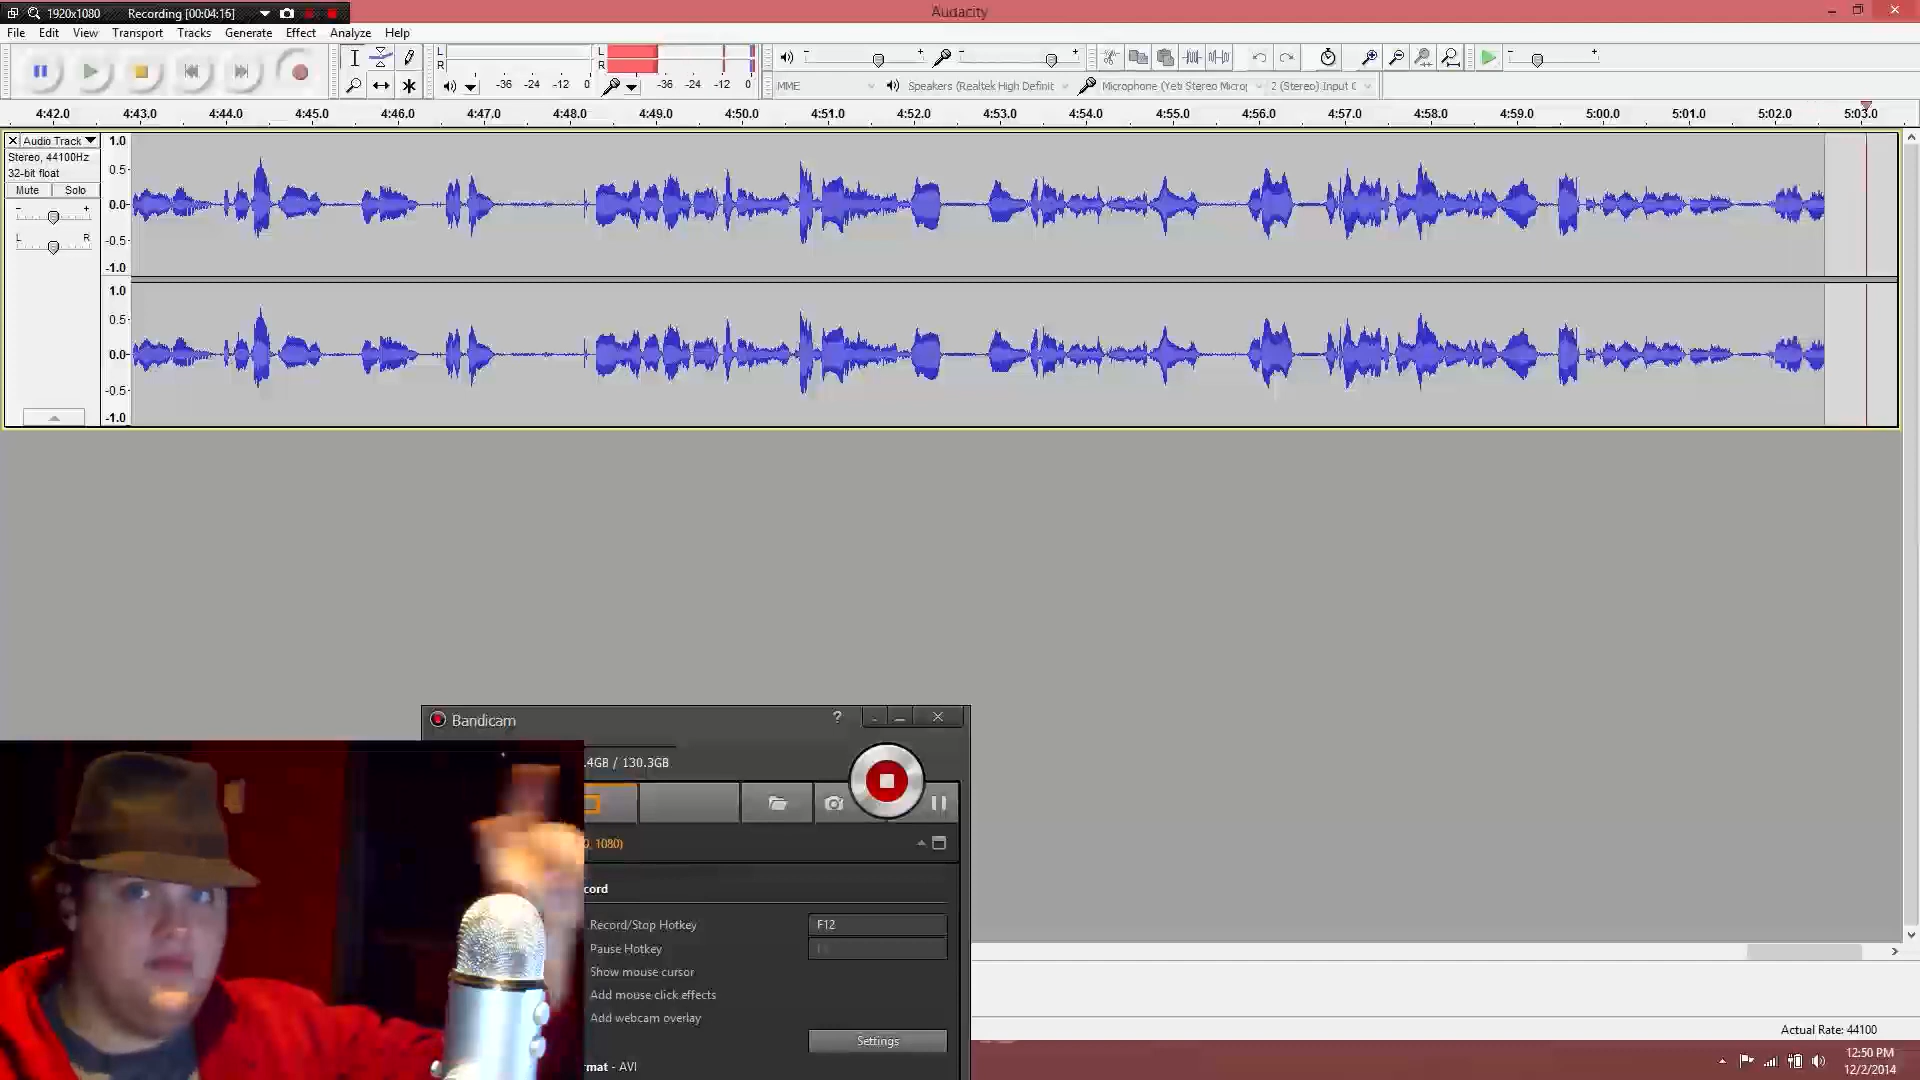 1920x1080 Recording [00:04:16]
Audacity
File Edit View Transport Tracks Generate Effect Analyze Help
L
R
-36 -24 -12 0
L
R
-36 -24 -12 0
- +
- +
- +
MME
Speakers (Realtek High Definit
Microphone (Yeti Stereo Microp
2 (Stereo) Input C
4:42.0 4:43.0 4:44.0 4:45.0 4:46.0 4:47.0 4:48.0 4:49.0 4:50.0 4:51.0 4:52.0 4:53.0 4:54.0 4:55.0 4:56.0 4:57.0 4:58.0 4:59.0 5:00.0 5:01.0 5:02.0 5:03.0
Audio Track
Stereo, 44100Hz
32-bit float
Mute Solo
- +
L R
1.0
0.5
0.0
-0.5
-1.0
1.0
0.5
0.0
-0.5
-1.0
Bandicam ?
.4GB / 130.3GB
, 1080)
cord
Record/Stop Hotkey F12
Pause Hotkey
Show mouse cursor
Add mouse click effects
Add webcam overlay
Settings
rmat - AVI
Actual Rate: 44100
12:50 PM
12/2/2014